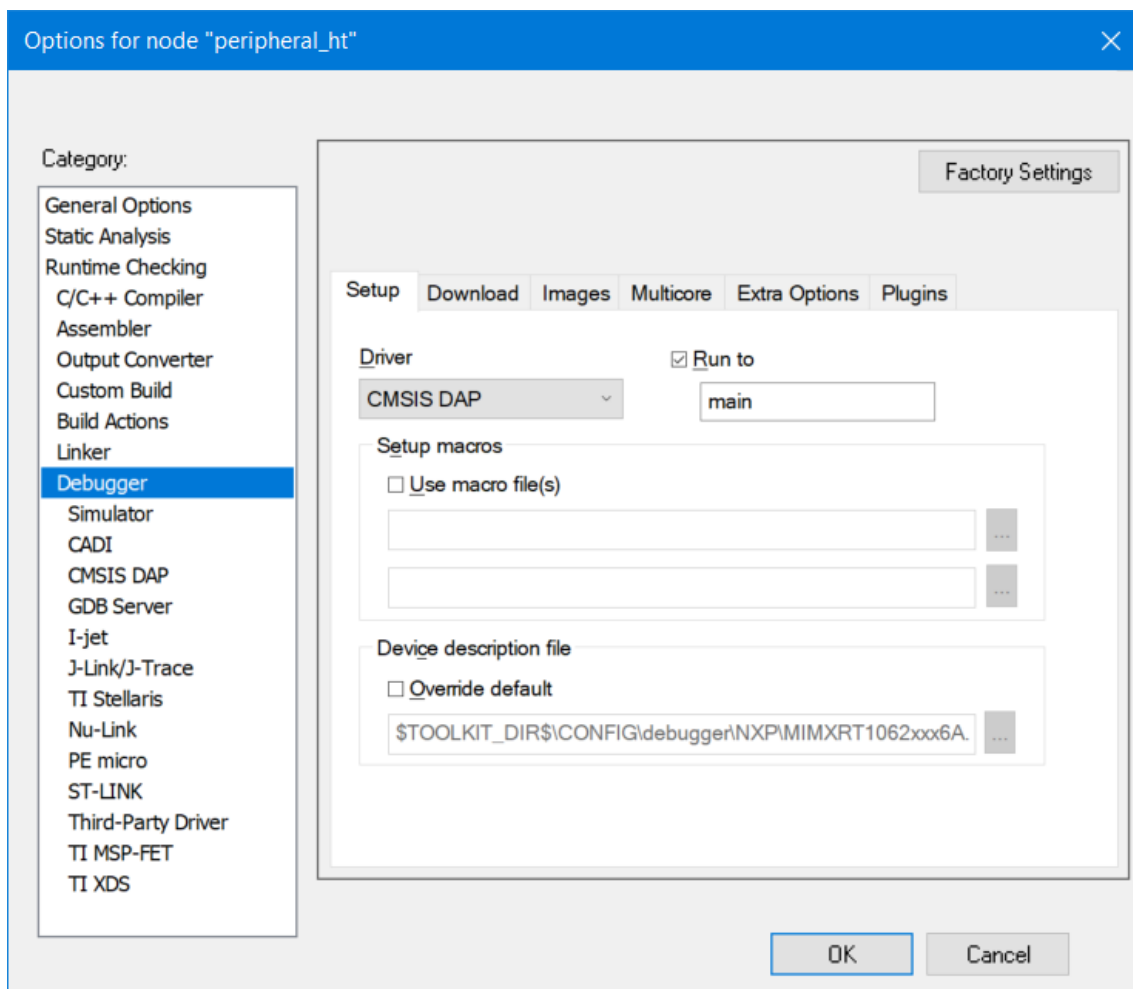 Options for node "peripheral_ht"
Category:
General Options
Static Analysis
Runtime Checking
C/C++ Compiler
Assembler
Output Converter
Custom Build
Build Actions
Linker
Debugger
Simulator
CADI
CMSIS DAP
GDB Server
I-jet
J-Link/J-Trace
TI Stellaris
Nu-Link
PE micro
ST-LINK
Third-Party Driver
TI MSP-FET
TI XDS
Factory Settings
Setup Download Images Multicore Extra Options Plugins
Driver
Run to
CMSIS DAP
main
Setup macros
Use macro file(s)
...
...
Device description file
Override default
$TOOLKIT_DIR$\CONFIG\debugger\NXP\MIMXRT1062xxx6A. ...
OK Cancel